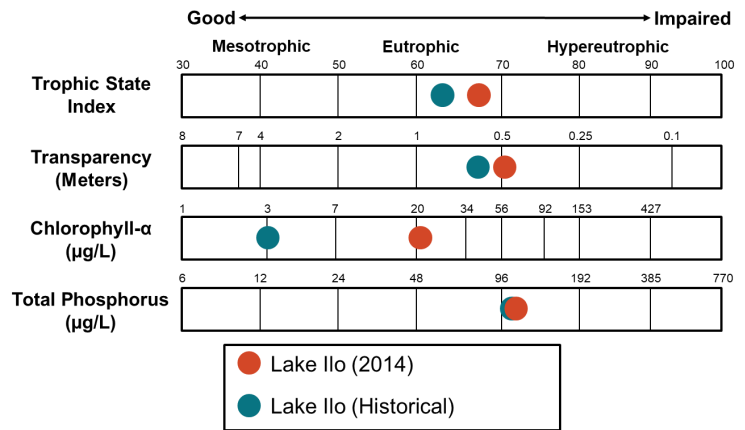 Good Impaired
Mesotrophic Eutrophic Hypereutrophic
30 40 50 60 70 80 90 100
Trophic State
Index
8 7 4 2 1 0.5 0.25 0.1
Transparency
(Meters)
1 3 7 20 34 56 92 153 427
Chlorophyll-α
(µg/L)
6 12 24 48 96 192 385 770
Total Phosphorus
(µg/L)
Lake Ilo (2014)
Lake Ilo (Historical)